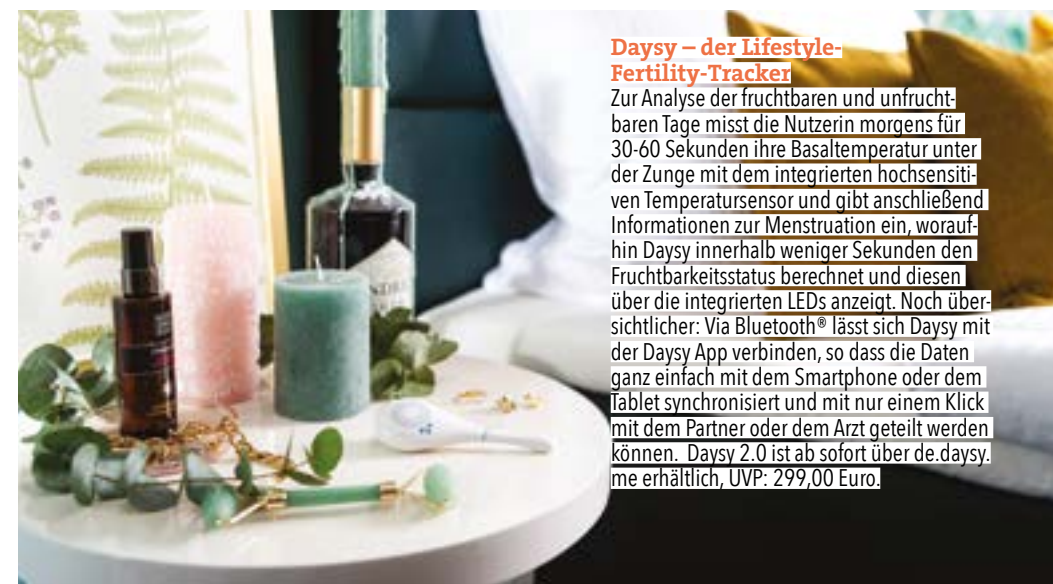 Daysy – der Lifestyle-
Fertility-Tracker
Zur Analyse der fruchtbaren und unfrucht-
baren Tage misst die Nutzerin morgens für
30-60 Sekunden ihre Basaltemperatur unter
der Zunge mit dem integrierten hochsensiti-
ven Temperatursensor und gibt anschließend
Informationen zur Menstruation ein, worauf-
hin Daysy innerhalb weniger Sekunden den
Fruchtbarkeitsstatus berechnet und diesen
über die integrierten LEDs anzeigt. Noch über-
sichtlicher: Via Bluetooth® lässt sich Daysy mit
der Daysy App verbinden, so dass die Daten
ganz einfach mit dem Smartphone oder dem
Tablet synchronisiert und mit nur einem Klick
mit dem Partner oder dem Arzt geteilt werden
können.  Daysy 2.0 ist ab sofort über de.daysy.
me erhältlich, UVP: 299,00 Euro.